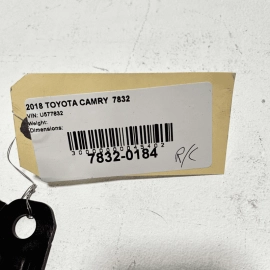 2018 TOYOTA CAMRY 7832
VIN: U577832
Weight:
Dimensions:
7832-0184
R/C